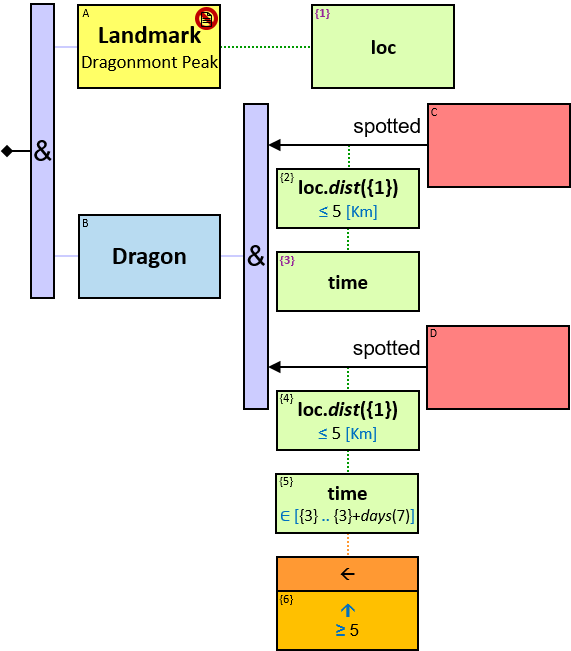 A
Landmark
Dragonmont Peak
{1}
loc
&
B
Dragon
&
C
spotted
{2}
loc.dist({1})
≤ 5 [Km]
{3}
time
D
spotted
{4}
loc.dist({1})
≤ 5 [Km]
{5}
time
∈ [{3} .. {3}+days(7)]
←
{6}
↑
≥ 5